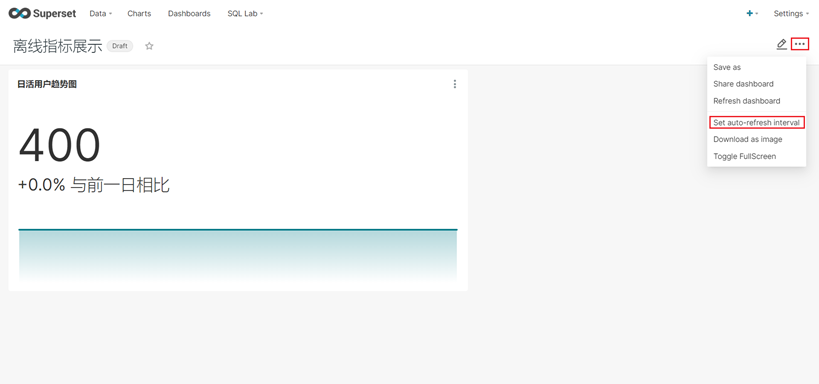 Superset Data Charts Dashboards SQL Lab + Settings
离线指标展示 Draft
Save as
Share dashboard
Refresh dashboard
Set auto-refresh interval
Download as image
Toggle FullScreen
日活用户趋势图
400
+0.0% 与前一日相比